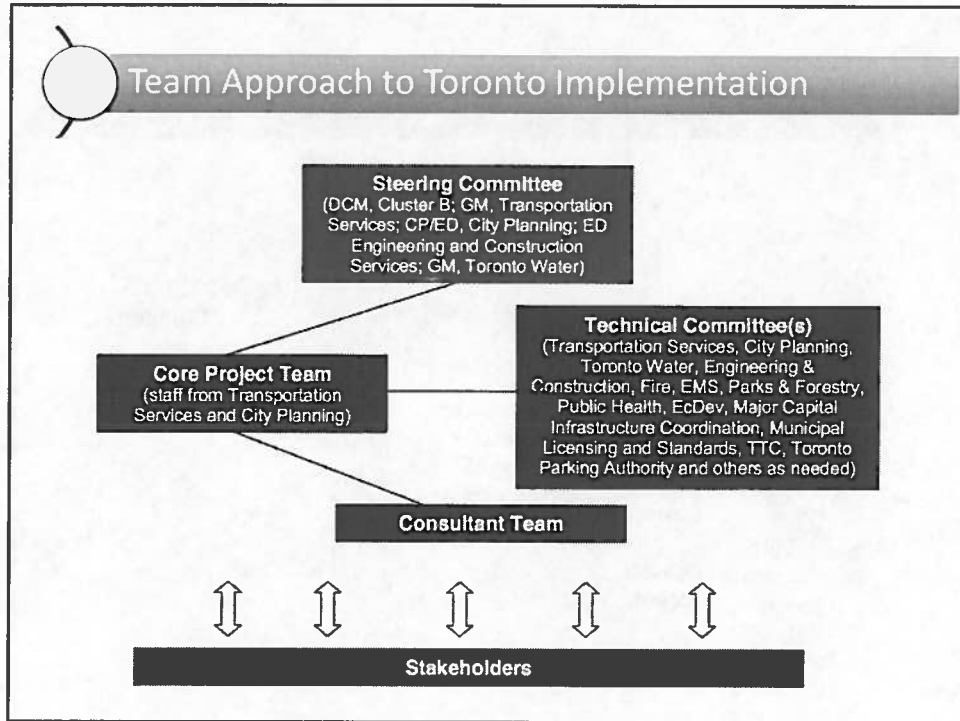 Team Approach to Toronto Implementation
Steering Committee
(DCM, Cluster B; GM, Transportation
Services; CP/ED, City Planning; ED
Engineering and Construction
Services; GM, Toronto Water)
Technical Committee(s)
(Transportation Services, City Planning,
Toronto Water, Engineering &
Construction, Fire, EMS, Parks & Forestry,
Public Health, EcDev, Major Capital
Infrastructure Coordination, Municipal
Licensing and Standards, TTC, Toronto
Parking Authority and others as needed)
Core Project Team
(staff from Transportation
Services and City Planning)
Consultant Team
Stakeholders